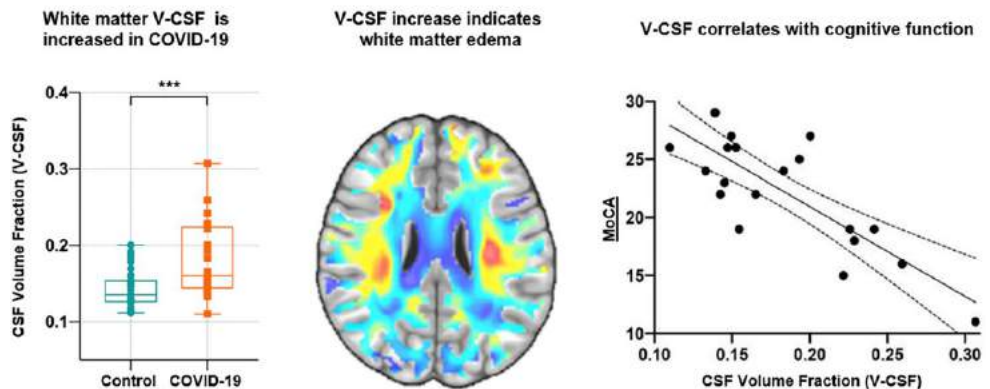 White matter V-CSF is
increased in COVID-19
V-CSF increase indicates
white matter edema
V-CSF correlates with cognitive function
CSF Volume Fraction (V-CSF)
0.4
0.3
0.2
0.1
***
Control
COVID-19
MoCA
30
25
20
15
10
0.10
0.15
0.20
0.25
0.30
CSF Volume Fraction (V-CSF)